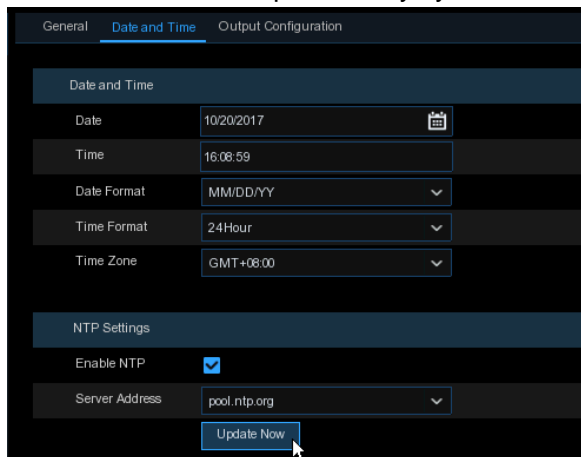 General Date and Time Output Configuration
Date and Time
Date 10/20/2017
Time 16:08:59
Date Format MM/DD/YY
Time Format 24Hour
Time Zone GMT+08:00
NTP Settings
Enable NTP
Server Address pool.ntp.org
Update Now